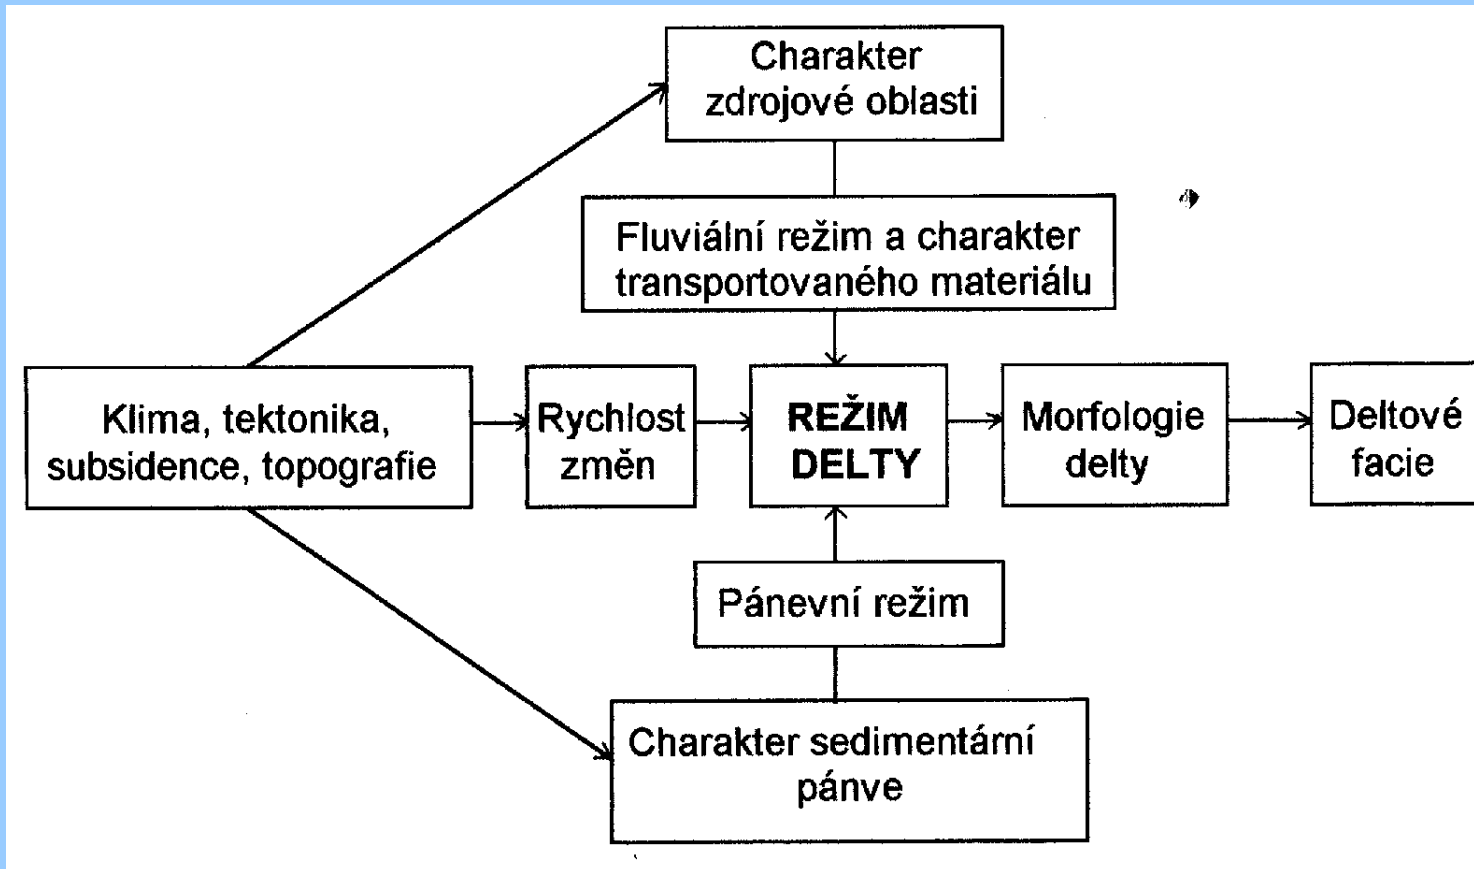 Charakter
zdrojové oblasti
Fluviální režim a charakter
transportovaného materiálu
Klima, tektonika,
subsidence, topografie
Rychlost
změn
REŽIM
DELTY
Morfologie
delty
Deltové
facie
Pánevní režim
Charakter sedimentární
pánve